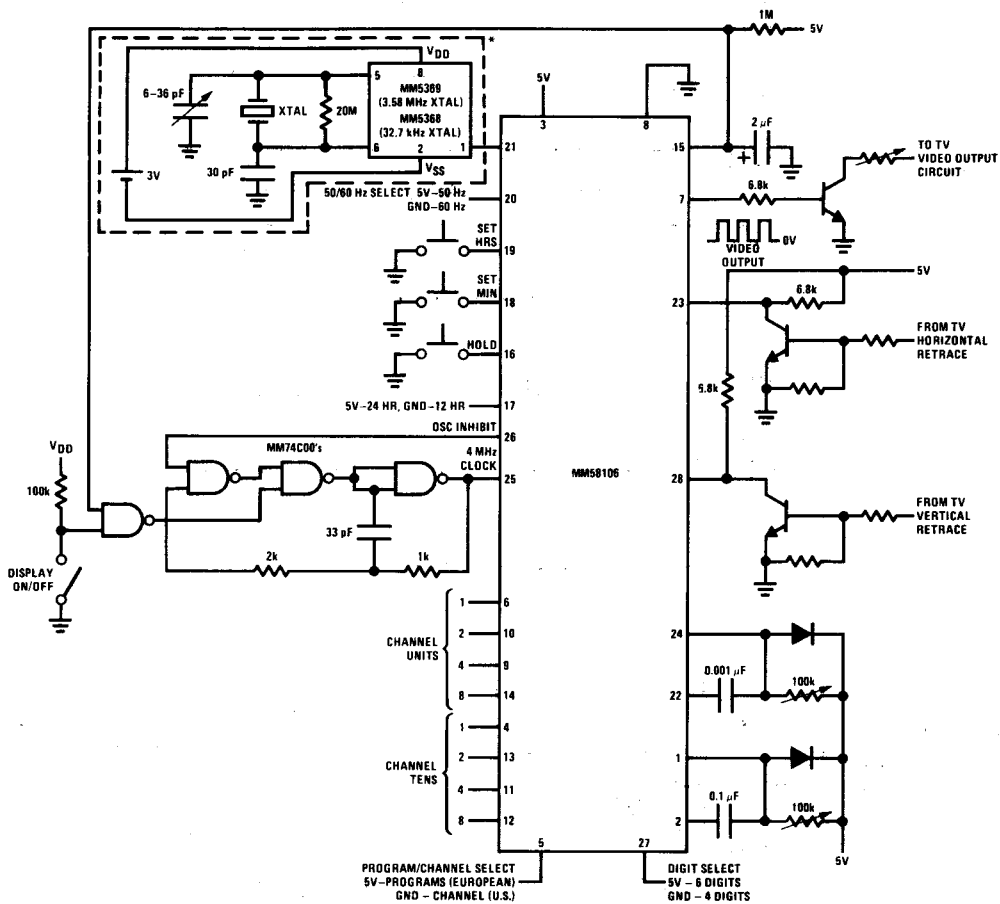 1M
5V
*
VDD
8
5
MM5369
(3.58 MHz XTAL)
MM5368
(32.7 kHz XTAL)
6
2
1
VSS
6–36 pF
XTAL
20M
30 pF
3V
5V
3
8
21
15
2 µF
+
50/60 Hz SELECT 5V–50 Hz
GND–60 Hz
20
7
6.8k
TO TV
VIDEO OUTPUT
CIRCUIT
0V
VIDEO
OUTPUT
SET
HRS
19
SET
MIN
18
HOLD
16
5V–24 HR, GND–12 HR
17
OSC INHIBIT
26
5V
23
6.8k
FROM TV
HORIZONTAL
RETRACE
6.8k
MM58106
28
FROM TV
VERTICAL
RETRACE
VDD
100k
MM74C00's
4 MHz
CLOCK
25
33 pF
2k
1k
DISPLAY
ON/OFF
CHANNEL
UNITS
1
6
2
10
4
9
8
14
CHANNEL
TENS
1
4
2
13
4
11
8
12
24
0.001 µF
22
100k
1
0.1 µF
2
100k
5V
5
27
PROGRAM/CHANNEL SELECT
5V–PROGRAMS (EUROPEAN)
GND – CHANNEL (U.S.)
DIGIT SELECT
5V – 6 DIGITS
GND – 4 DIGITS